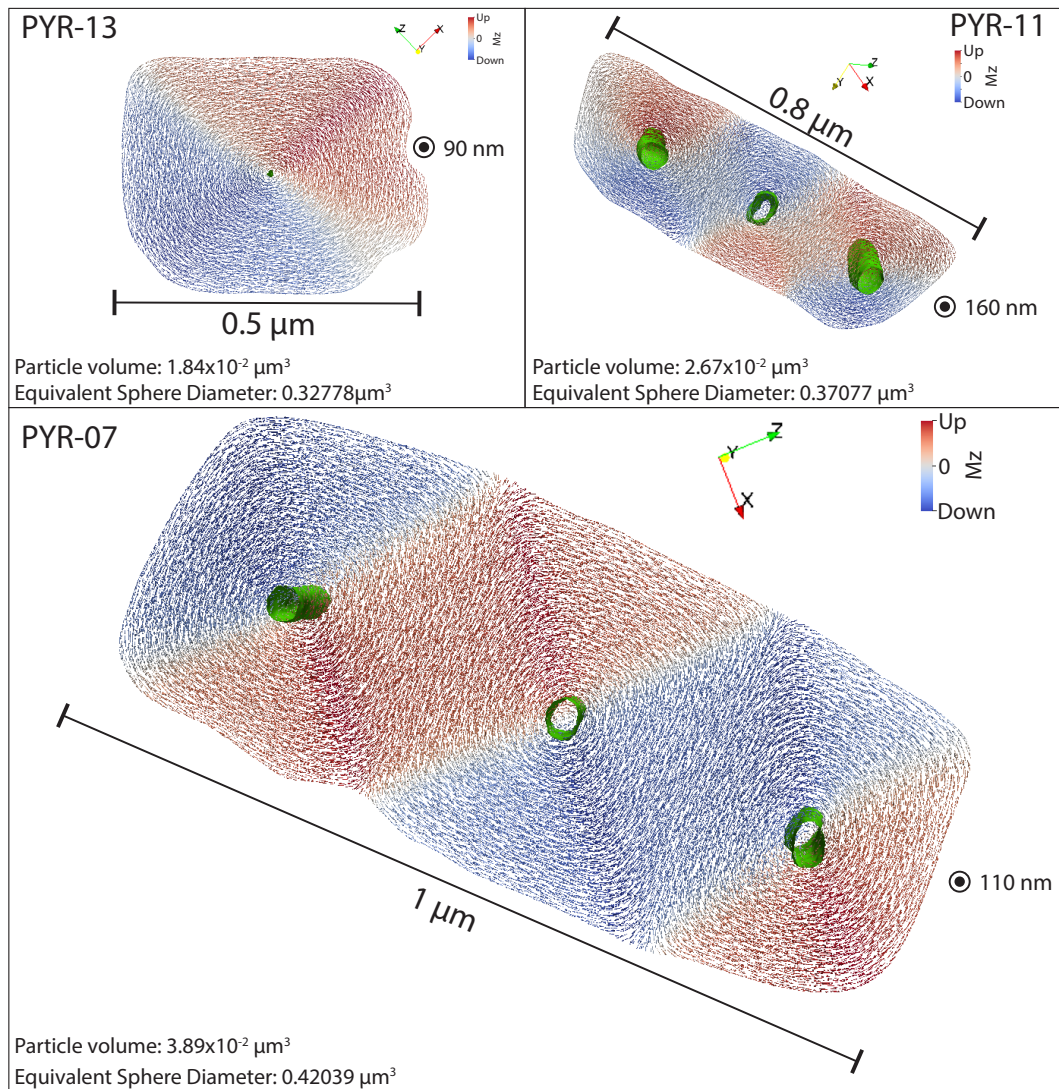 PYR-13
Z
X
Y
Up
0
Down
Mz
90 nm
0.5 μm
Particle volume: 1.84x10⁻² μm³
Equivalent Sphere Diameter: 0.32778μm³
PYR-11
Z
Y
X
Up
0
Down
Mz
0.8 μm
160 nm
Particle volume: 2.67x10⁻² μm³
Equivalent Sphere Diameter: 0.37077 μm³
PYR-07
Z
Y
X
Up
0
Down
Mz
110 nm
1 μm
Particle volume: 3.89x10⁻² μm³
Equivalent Sphere Diameter: 0.42039 μm³